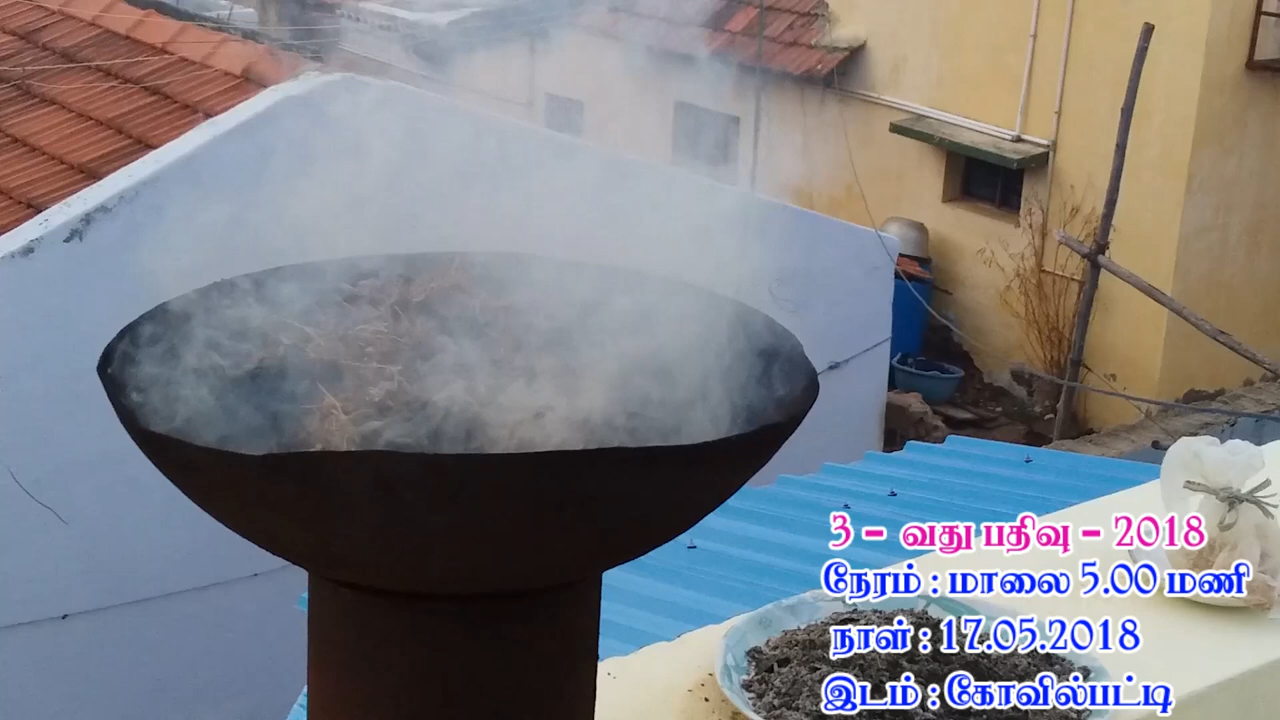 3 - வது பதிவு - 2018
நேரம் : மாலை 5.00 மணி
நாள் : 17.05.2018
இடம் : கோவில்பட்டி